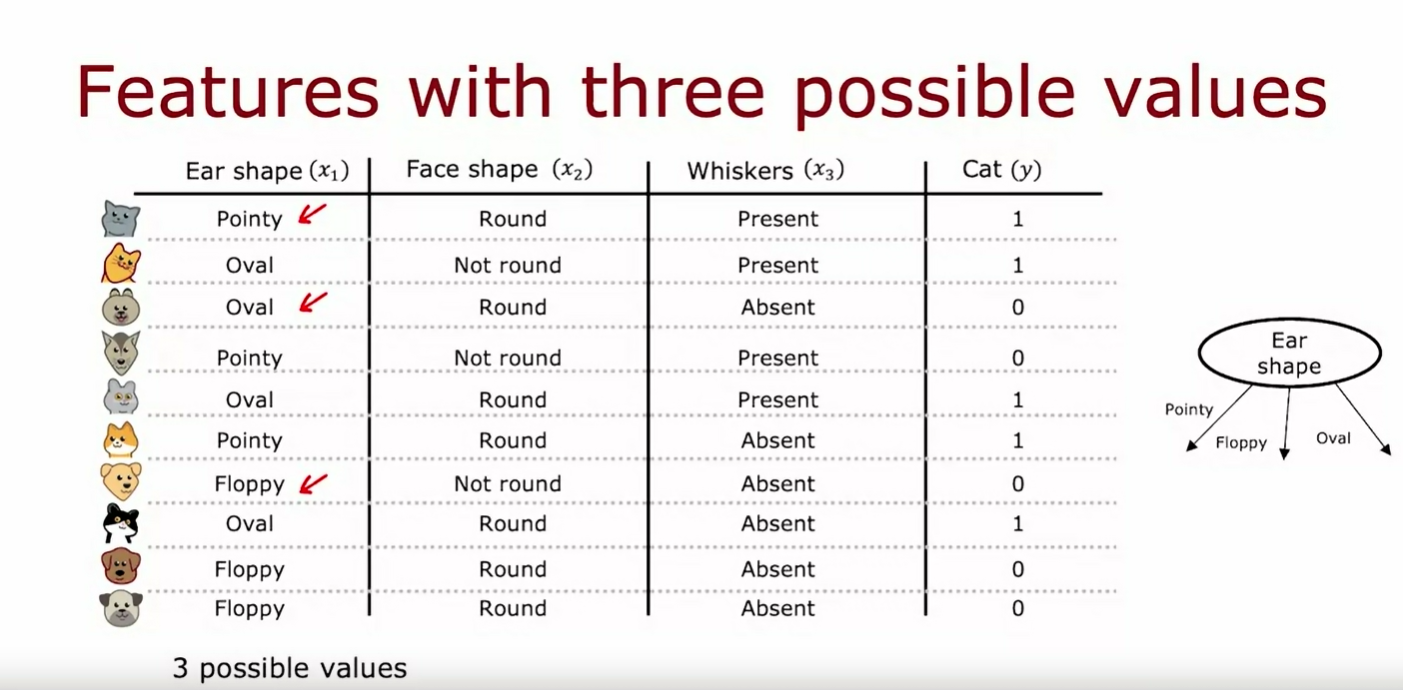 Features with three possible values
Ear shape (x₁) Face shape (x₂) Whiskers (x₃) Cat (y)
Pointy Round Present 1
Oval Not round Present 1
Oval Round Absent 0
Pointy Not round Present 0
Oval Round Present 1
Pointy Round Absent 1
Floppy Not round Absent 0
Oval Round Absent 1
Floppy Round Absent 0
Floppy Round Absent 0
3 possible values
Ear
shape
Pointy
Floppy
Oval